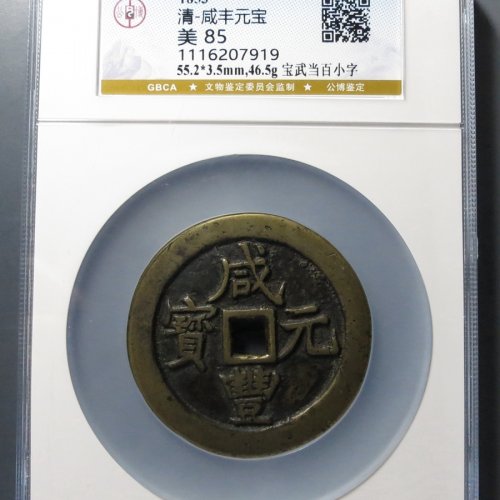 清-咸丰元宝
美 85
1116207919
55.2*3.5mm,46.5g 宝武当百小字
GBCA ★ 文物鉴定委员会监制 ★ 公博鉴定
咸
寶 元
豐